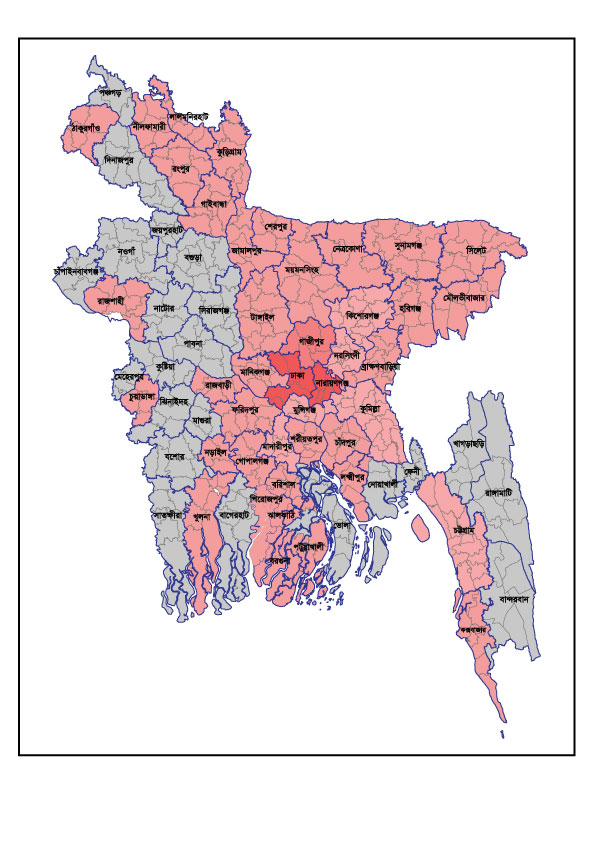 পঞ্চগড়
লালমনিরহাট
ঠাকুরগাঁও
নীলফামারী
দিনাজপুর
কুড়িগ্রাম
রংপুর
গাইবান্ধা
জয়পুরহাট
শেরপুর
নওগাঁ
বগুড়া
জামালপুর
নেত্রকোণা
সুনামগঞ্জ
সিলেট
চাঁপাইনবাবগঞ্জ
ময়মনসিংহ
রাজশাহী
মৌলভীবাজার
নাটোর
সিরাজগঞ্জ
টাঙ্গাইল
কিশোরগঞ্জ
হবিগঞ্জ
পাবনা
গাজীপুর
নরসিংদী
কুষ্টিয়া
মানিকগঞ্জ
ব্রাহ্মণবাড়িয়া
মেহেরপুর
ঢাকা
রাজবাড়ী
নারায়ণগঞ্জ
চুয়াডাঙ্গা
ঝিনাইদহ
ফরিদপুর
মুন্সিগঞ্জ
কুমিল্লা
মাগুরা
শরীয়তপুর
চাঁদপুর
খাগড়াছড়ি
মাদারীপুর
যশোর
নড়াইল
গোপালগঞ্জ
ফেনী
লক্ষ্মীপুর
নোয়াখালী
বরিশাল
রাঙ্গামাটি
পিরোজপুর
সাতক্ষীরা
খুলনা
বাগেরহাট
ঝালকাঠি
ভোলা
চট্টগ্রাম
পটুয়াখালী
বরগুনা
বান্দরবান
কক্সবাজার